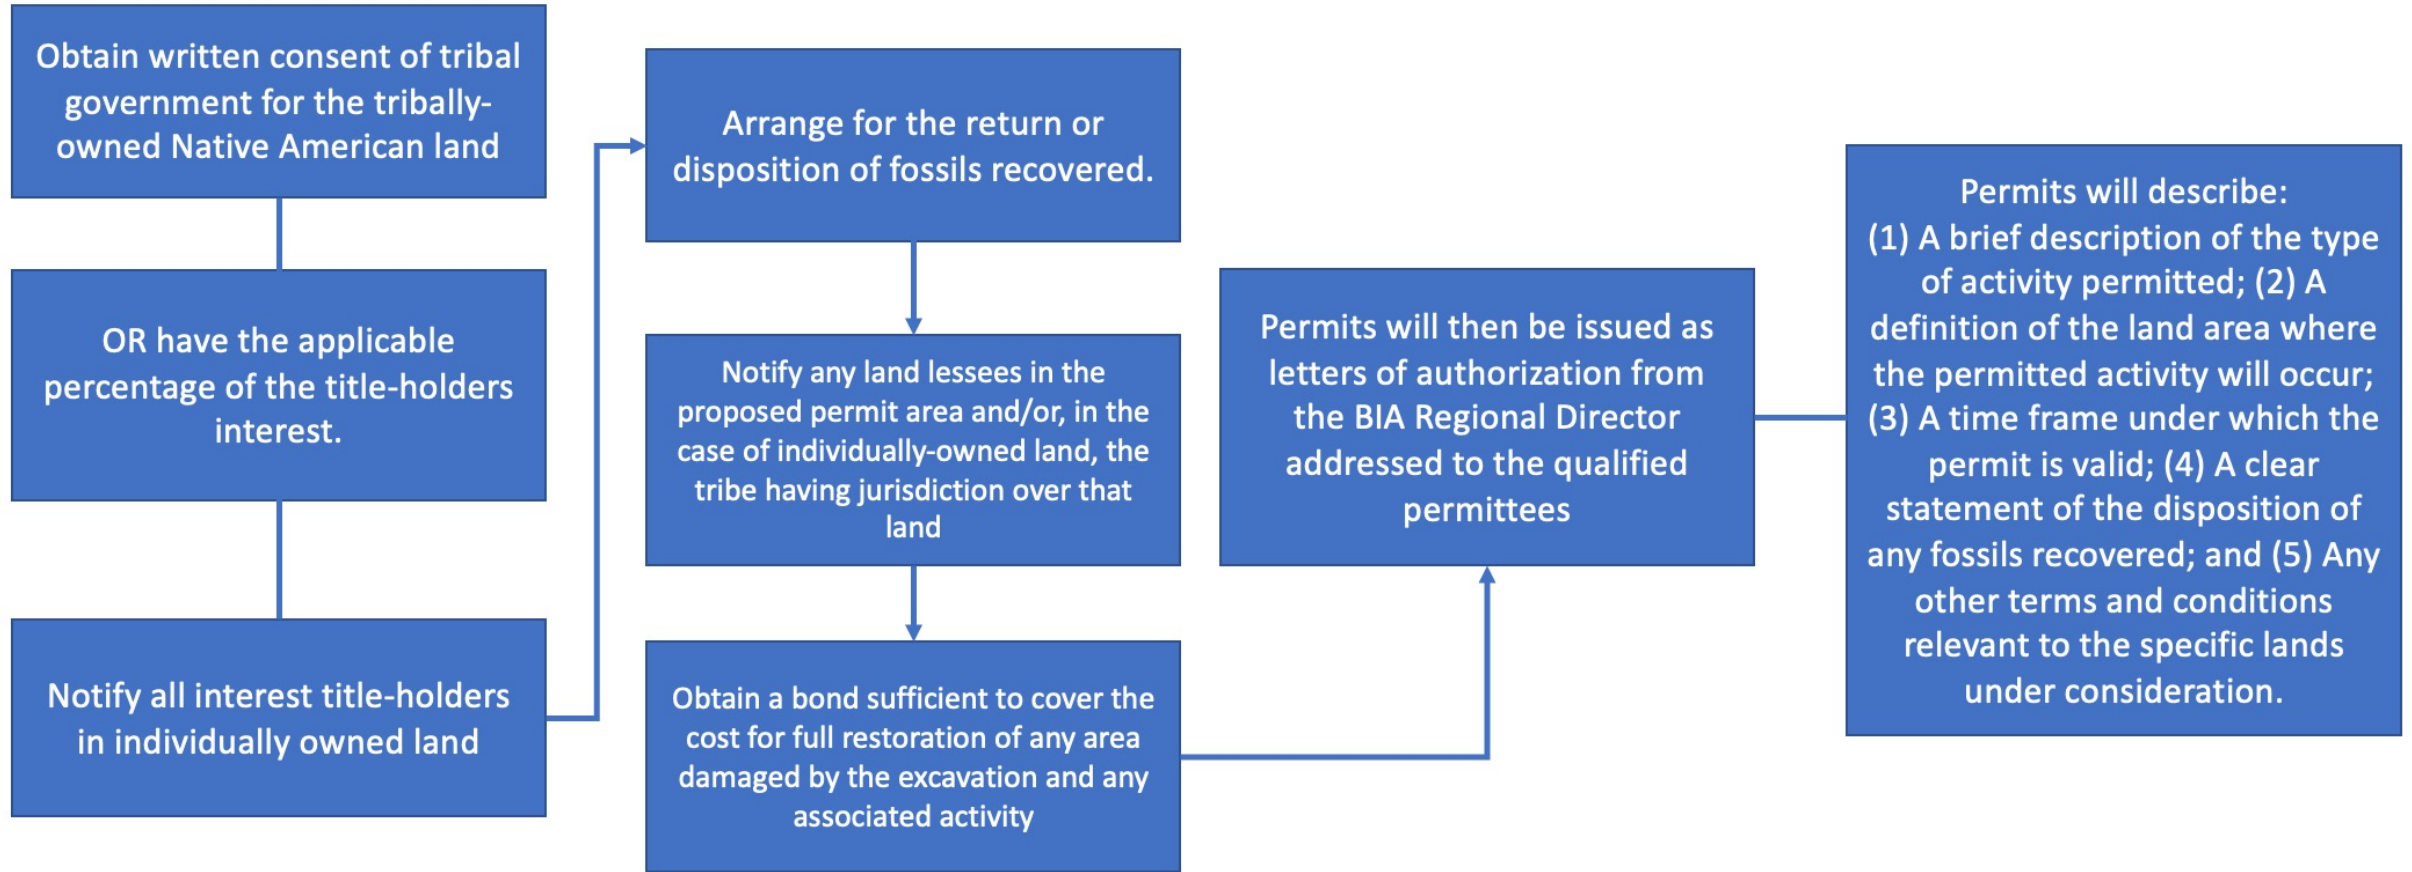 Obtain written consent of tribal
government for the tribally-
owned Native American land
OR have the applicable
percentage of the title-holders
interest.
Notify all interest title-holders
in individually owned land
Arrange for the return or
disposition of fossils recovered.
Notify any land lessees in the
proposed permit area and/or, in the
case of individually-owned land, the
tribe having jurisdiction over that
land
Obtain a bond sufficient to cover the
cost for full restoration of any area
damaged by the excavation and any
associated activity
Permits will then be issued as
letters of authorization from
the BIA Regional Director
addressed to the qualified
permittees
Permits will describe:
(1) A brief description of the type
of activity permitted; (2) A
definition of the land area where
the permitted activity will occur;
(3) A time frame under which the
permit is valid; (4) A clear
statement of the disposition of
any fossils recovered; and (5) Any
other terms and conditions
relevant to the specific lands
under consideration.